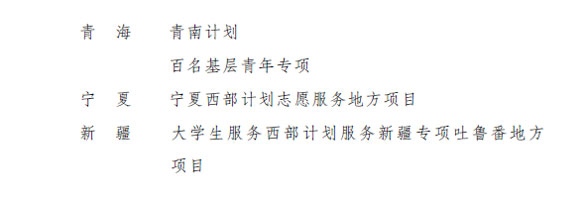 青 海 青南计划
百名基层青年专项
宁 夏 宁夏西部计划志愿服务地方项目
新 疆 大学生服务西部计划服务新疆专项吐鲁番地方
项目